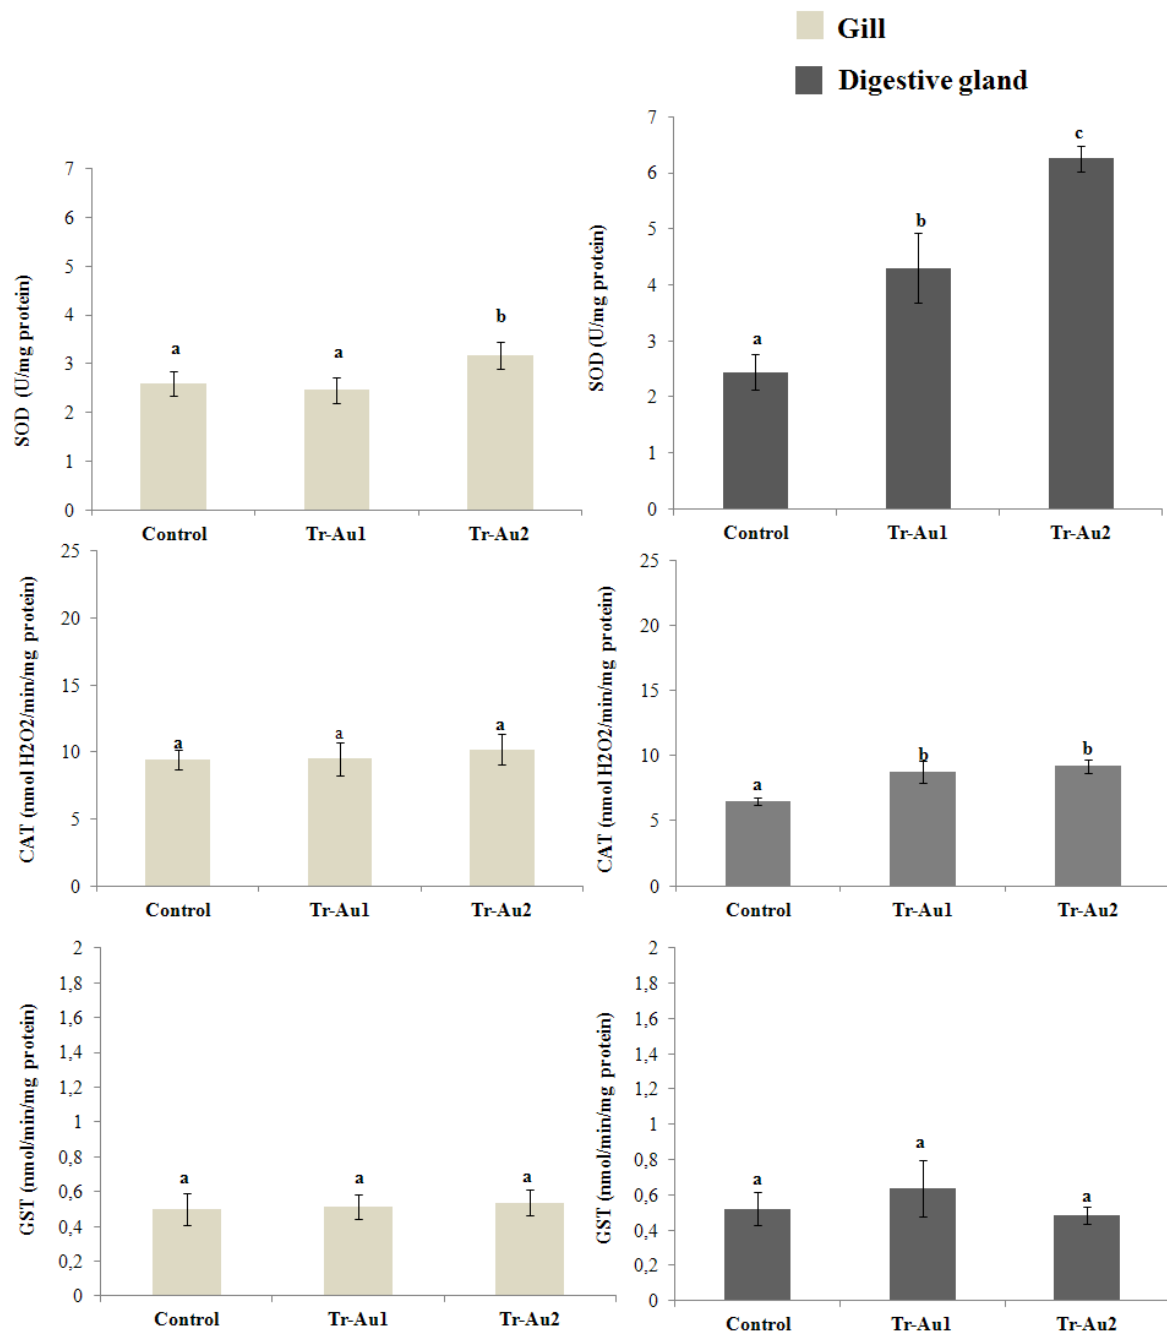 Gill
Digestive gland
SOD (U/mg protein)
7
6
5
4
3
2
1
0
a
a
b
Control
Tr-Au1
Tr-Au2
SOD (U/mg protein)
7
6
5
4
3
2
1
0
a
b
c
Control
Tr-Au1
Tr-Au2
CAT (nmol H2O2/min/mg protein)
25
20
15
10
5
0
a
a
a
Control
Tr-Au1
Tr-Au2
CAT (nmol H2O2/min/mg protein)
25
20
15
10
5
0
a
b
b
Control
Tr-Au1
Tr-Au2
GST (nmol/min/mg protein)
2
1,8
1,6
1,4
1,2
1
0,8
0,6
0,4
0,2
0
a
a
a
Control
Tr-Au1
Tr-Au2
GST (nmol/min/mg protein)
2
1,8
1,6
1,4
1,2
1
0,8
0,6
0,4
0,2
0
a
a
a
Control
Tr-Au1
Tr-Au2